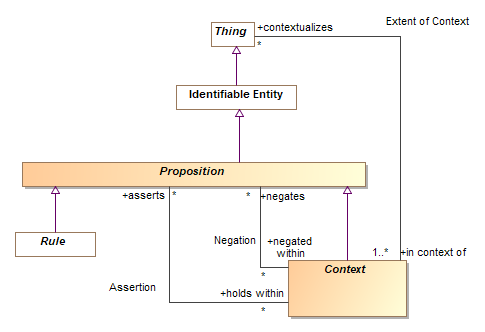 Thing
+contextualizes
*
Extent of Context
Identifiable Entity
Proposition
+asserts
*
*
+negates
Rule
Negation
+negated
within
*
1..*
+in context of
Context
Assertion
+holds within
*